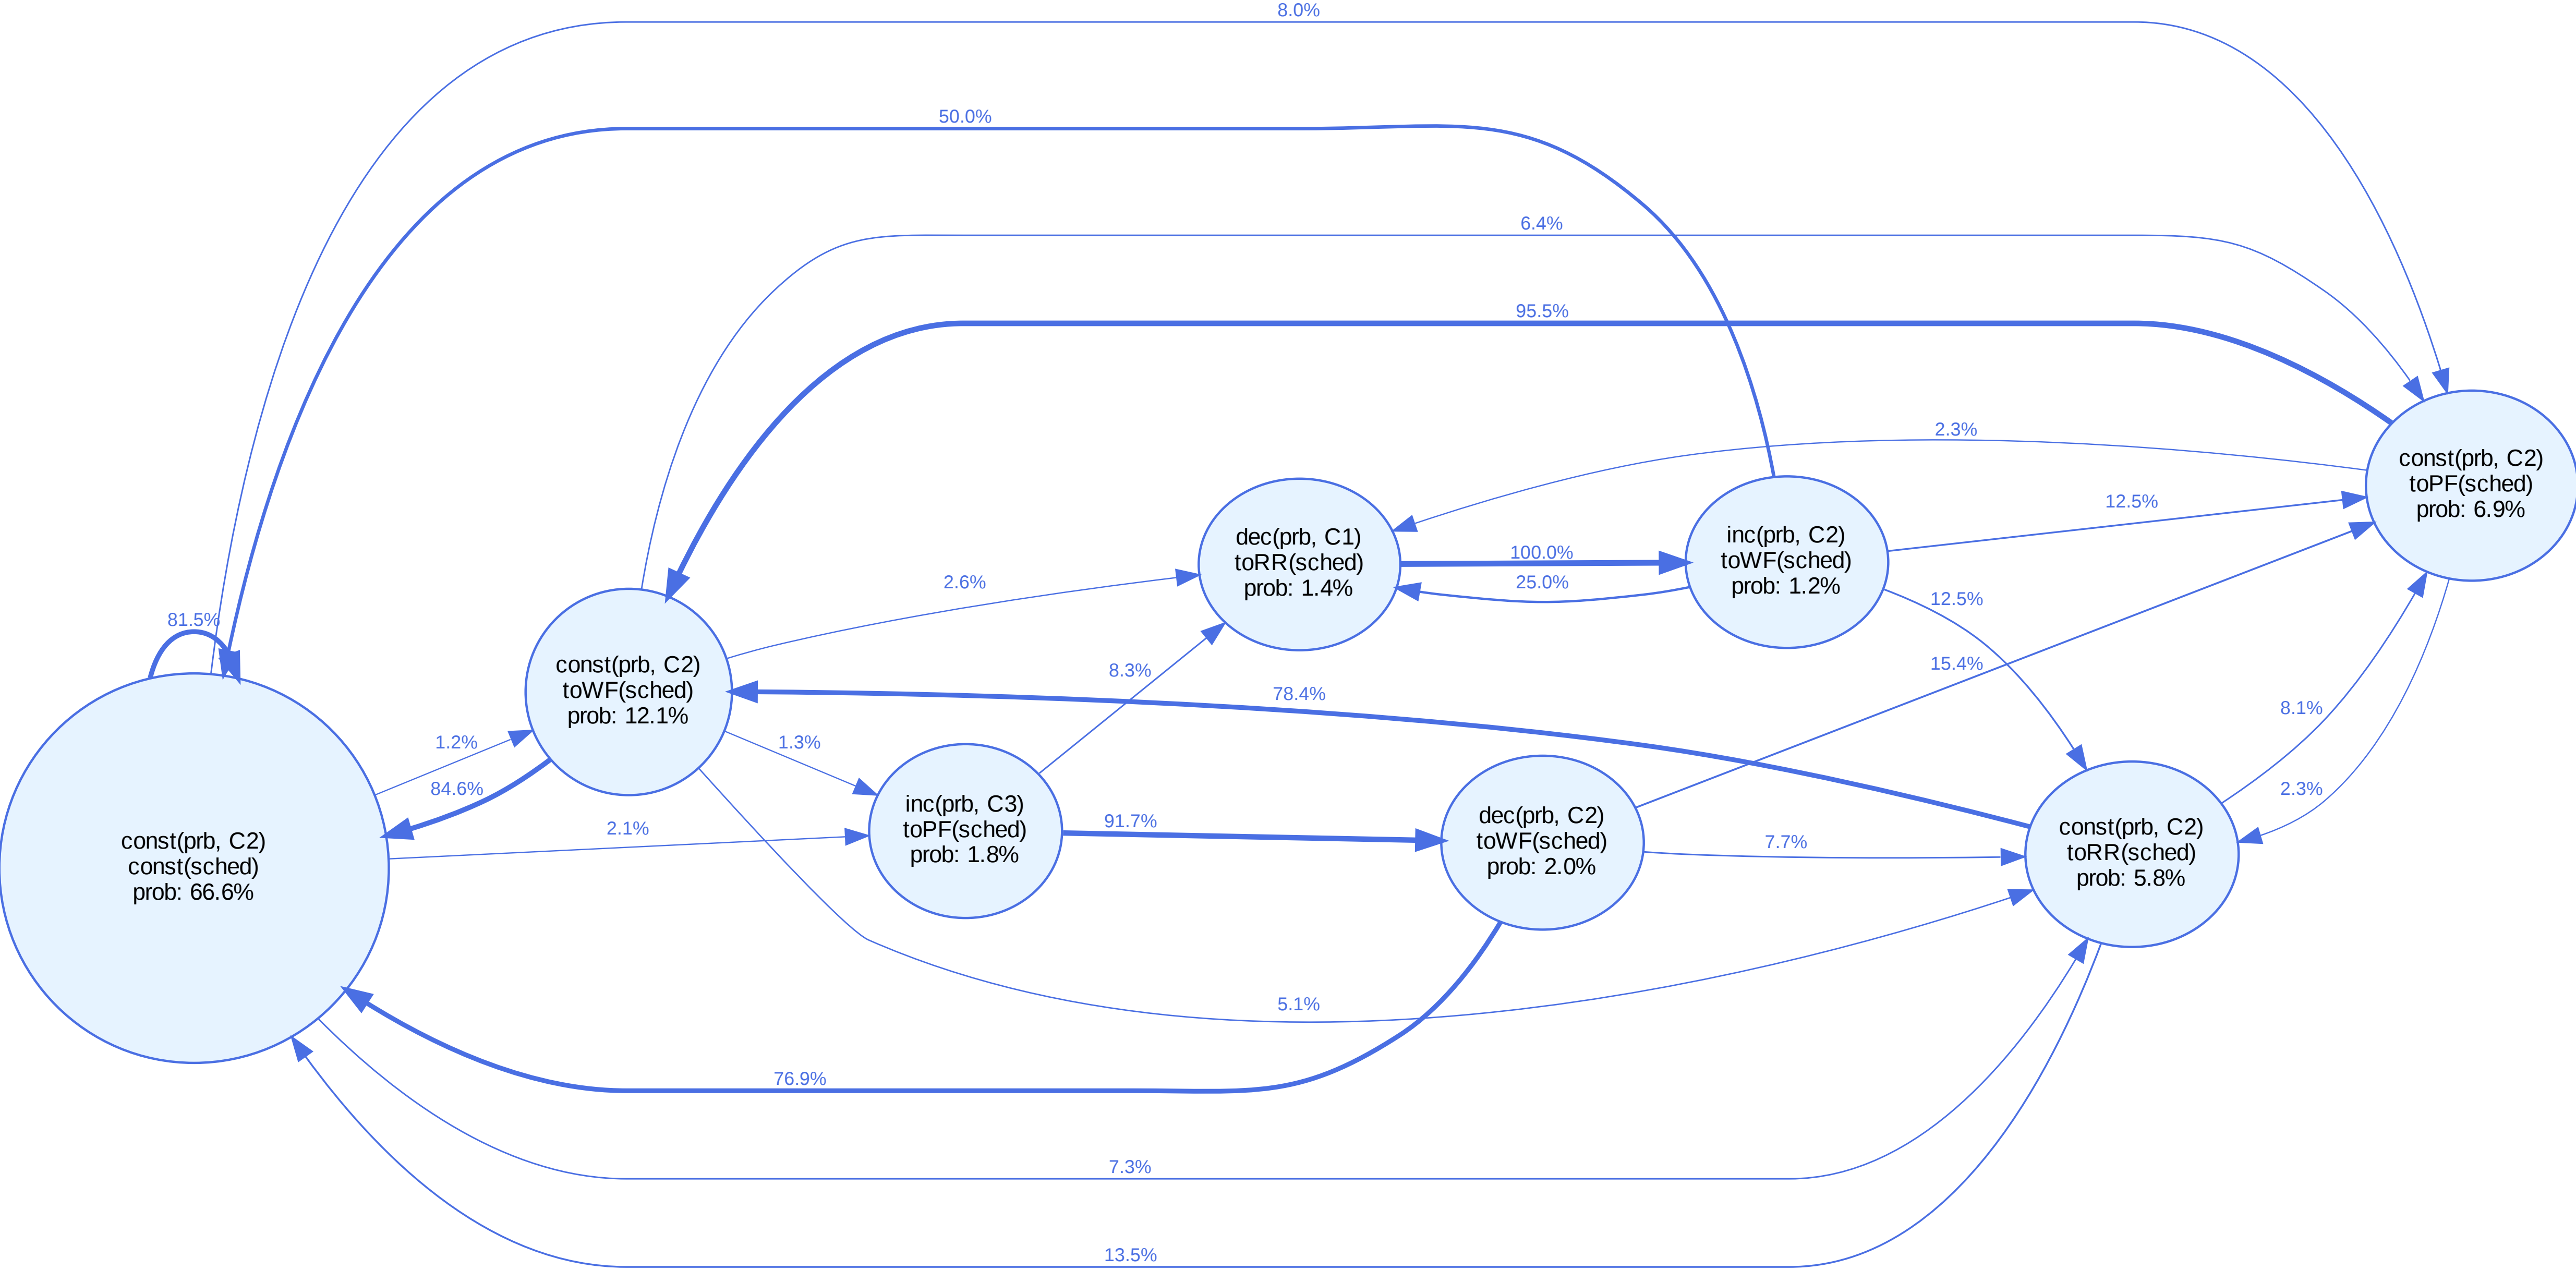 8.0%
50.0%
6.4%
95.5%
2.3%
const(prb, C2)
toPF(sched)
prob: 6.9%
12.5%
dec(prb, C1)
toRR(sched)
prob: 1.4%
100.0%
25.0%
inc(prb, C2)
toWF(sched)
prob: 1.2%
2.6%
12.5%
81.5%
const(prb, C2)
toWF(sched)
prob: 12.1%
8.3%
15.4%
78.4%
8.1%
1.2%
1.3%
84.6%
2.3%
inc(prb, C3)
toPF(sched)
prob: 1.8%
91.7%
dec(prb, C2)
toWF(sched)
prob: 2.0%
7.7%
const(prb, C2)
toRR(sched)
prob: 5.8%
2.1%
const(prb, C2)
const(sched)
prob: 66.6%
5.1%
76.9%
7.3%
13.5%